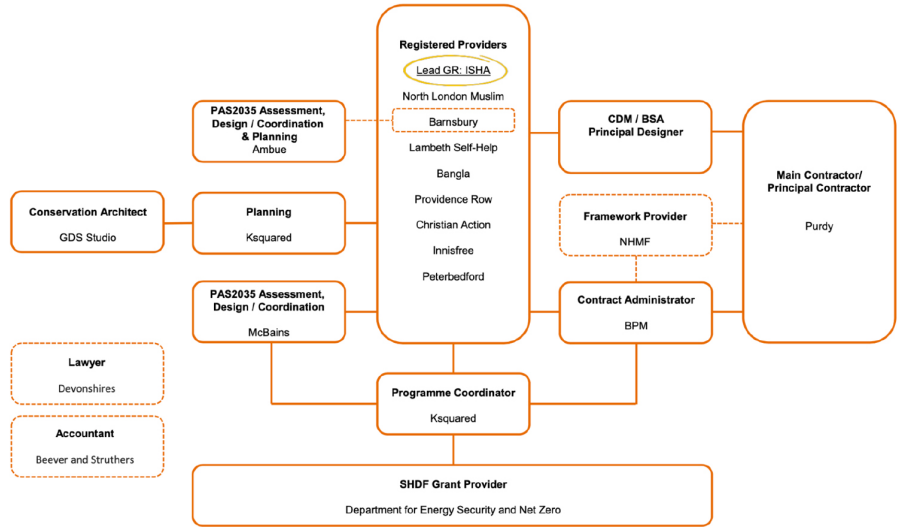 Registered Providers
Lead GR: ISHA
North London Muslim
Barnsbury
Lambeth Self-Help
Bangla
Providence Row
Christian Action
Innisfree
Peterbedford
PAS2035 Assessment,
Design / Coordination
& Planning
Ambue
CDM / BSA
Principal Designer
Main Contractor/
Principal Contractor
Purdy
Conservation Architect
GDS Studio
Planning
Ksquared
Framework Provider
NHMF
PAS2035 Assessment,
Design / Coordination
McBains
Contract Administrator
BPM
Lawyer
Devonshires
Programme Coordinator
Ksquared
Accountant
Beever and Struthers
SHDF Grant Provider
Department for Energy Security and Net Zero